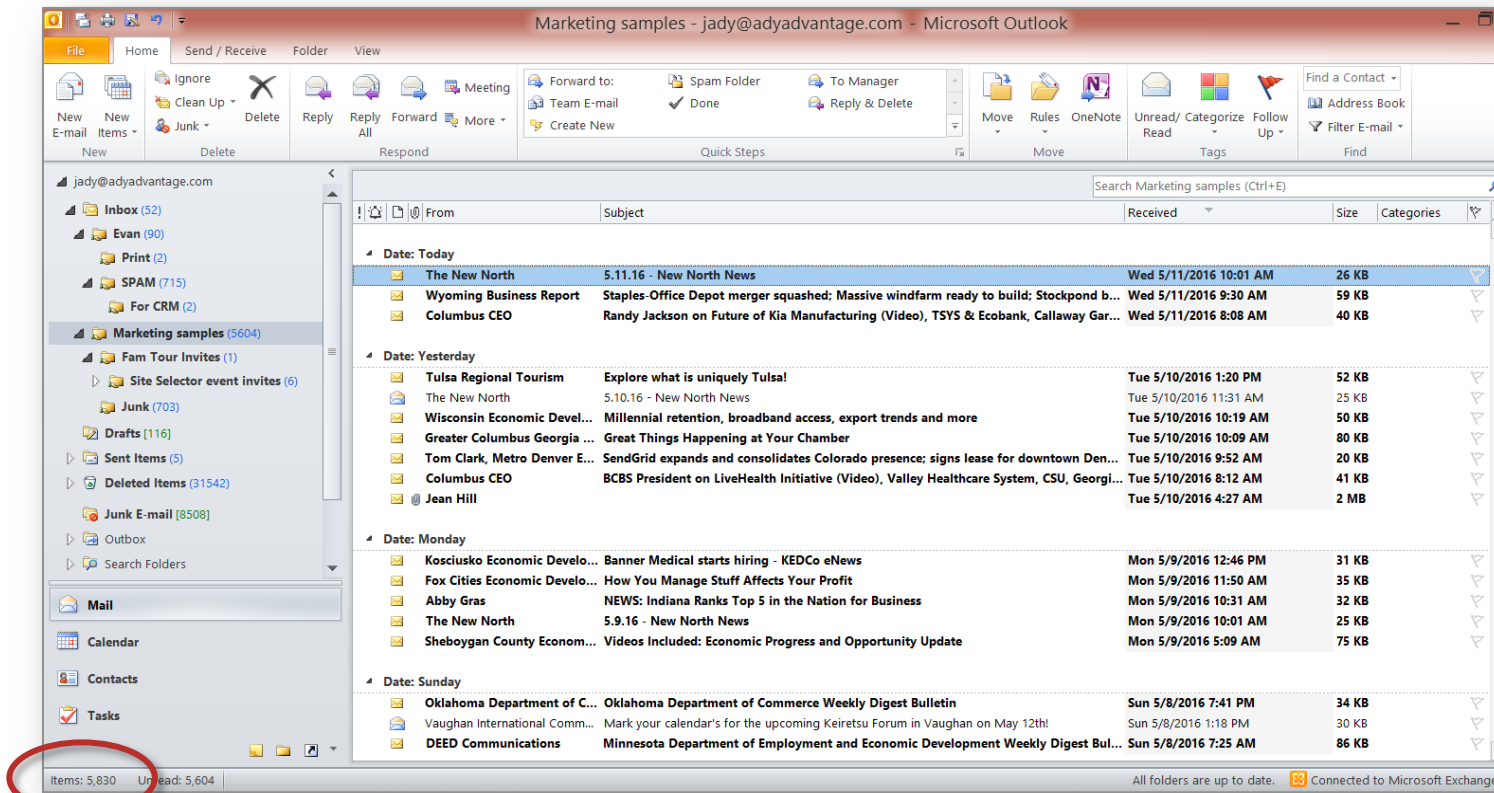 Marketing samples - jady@adyadvantage.com - Microsoft Outlook
File Home Send / Receive Folder View
New E-mail New Items Ignore Clean Up Junk Delete Reply Reply All Forward Meeting More Forward to: Team E-mail Create New Spam Folder Done To Manager Reply & Delete Move Rules OneNote Unread/ Read Categorize Follow Up Find a Contact Address Book Filter E-mail
New Delete Respond Quick Steps Move Tags Find
jady@adyadvantage.com
Inbox (52)
Evan (90)
Print (2)
SPAM (715)
For CRM (2)
Marketing samples (5604)
Fam Tour Invites (1)
Site Selector event invites (6)
Junk (703)
Drafts [116]
Sent Items (5)
Deleted Items (31542)
Junk E-mail [8508]
Outbox
Search Folders
Mail
Calendar
Contacts
Tasks
Search Marketing samples (Ctrl+E)
From Subject Received Size Categories
Date: Today
The New North 5.11.16 - New North News Wed 5/11/2016 10:01 AM 26 KB
Wyoming Business Report Staples-Office Depot merger squashed; Massive windfarm ready to build; Stockpond b... Wed 5/11/2016 9:30 AM 59 KB
Columbus CEO Randy Jackson on Future of Kia Manufacturing (Video), TSYS & Ecobank, Callaway Gar... Wed 5/11/2016 8:08 AM 40 KB
Date: Yesterday
Tulsa Regional Tourism Explore what is uniquely Tulsa! Tue 5/10/2016 1:20 PM 52 KB
The New North 5.10.16 - New North News Tue 5/10/2016 11:31 AM 25 KB
Wisconsin Economic Devel... Millennial retention, broadband access, export trends and more Tue 5/10/2016 10:19 AM 50 KB
Greater Columbus Georgia ... Great Things Happening at Your Chamber Tue 5/10/2016 10:09 AM 80 KB
Tom Clark, Metro Denver E... SendGrid expands and consolidates Colorado presence; signs lease for downtown Den... Tue 5/10/2016 9:52 AM 20 KB
Columbus CEO BCBS President on LiveHealth Initiative (Video), Valley Healthcare System, CSU, Georgi... Tue 5/10/2016 8:12 AM 41 KB
Jean Hill Tue 5/10/2016 4:27 AM 2 MB
Date: Monday
Kosciusko Economic Develo... Banner Medical starts hiring - KEDCo eNews Mon 5/9/2016 12:46 PM 31 KB
Fox Cities Economic Develo... How You Manage Stuff Affects Your Profit Mon 5/9/2016 11:50 AM 35 KB
Abby Gras NEWS: Indiana Ranks Top 5 in the Nation for Business Mon 5/9/2016 10:31 AM 32 KB
The New North 5.9.16 - New North News Mon 5/9/2016 10:01 AM 25 KB
Sheboygan County Econom... Videos Included: Economic Progress and Opportunity Update Mon 5/9/2016 5:09 AM 75 KB
Date: Sunday
Oklahoma Department of C... Oklahoma Department of Commerce Weekly Digest Bulletin Sun 5/8/2016 7:41 PM 34 KB
Vaughan International Comm... Mark your calendar's for the upcoming Keiretsu Forum in Vaughan on May 12th! Sun 5/8/2016 1:18 PM 30 KB
DEED Communications Minnesota Department of Employment and Economic Development Weekly Digest Bul... Sun 5/8/2016 7:25 AM 86 KB
Items: 5,830 Unread: 5,604 All folders are up to date. Connected to Microsoft Exchange